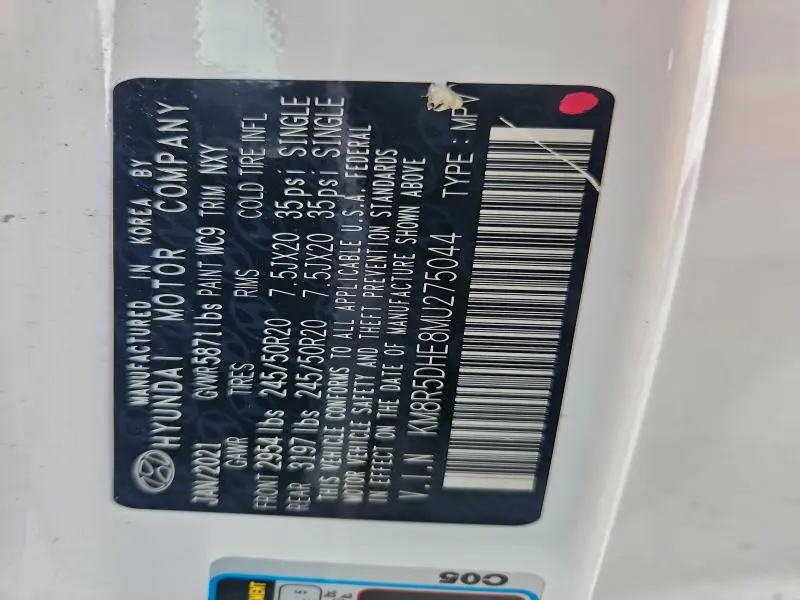 MANUFACTURED IN KOREA BY
HYUNDAI MOTOR COMPANY
JAN/2021 GVWR5871lbs PAINT WC9 TRIM NXY
GAWR TIRES RIMS COLD TIRE INFL
FRONT 2954lbs 245/50R20 7.5JX20 35psi SINGLE
REAR 3197lbs 245/50R20 7.5JX20 35psi SINGLE
THIS VEHICLE CONFORMS TO ALL APPLICABLE U.S.A. FEDERAL
MOTOR VEHICLE SAFETY AND THEFT PREVENTION STANDARDS
IN EFFECT ON THE DATE OF MANUFACTURE SHOWN ABOVE
V.I.N KM8R5DHE8MU275044 TYPE : MPV
C05